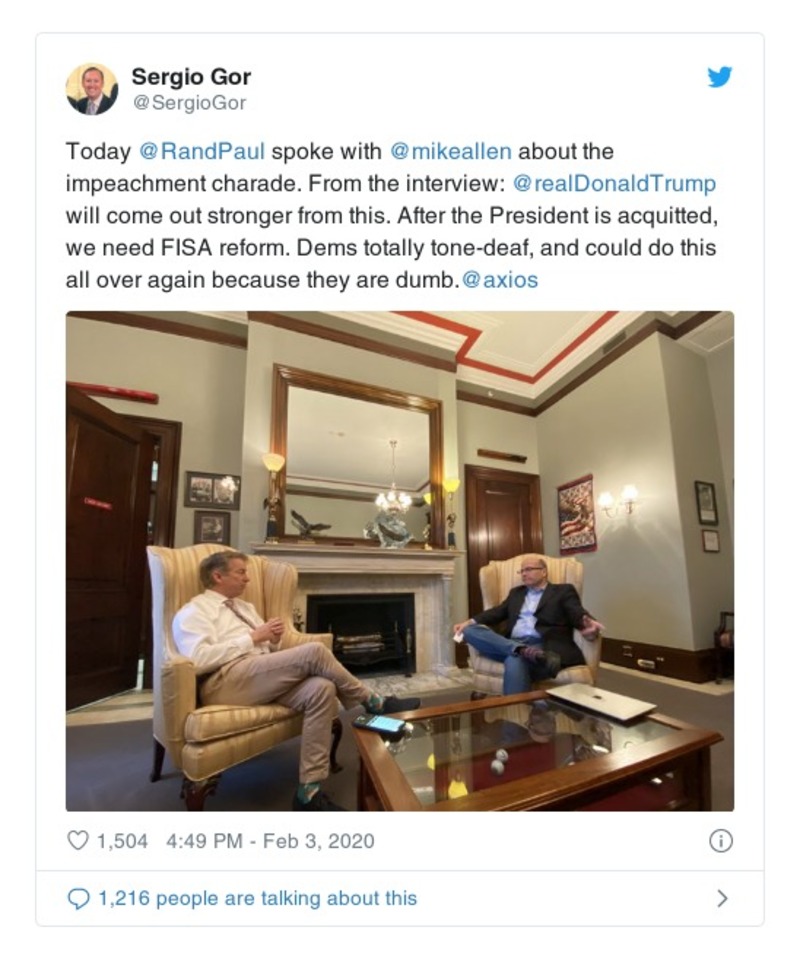 Sergio Gor
@SergioGor
Today @RandPaul spoke with @mikeallen about the
impeachment charade. From the interview: @realDonaldTrump
will come out stronger from this. After the President is acquitted,
we need FISA reform. Dems totally tone-deaf, and could do this
all over again because they are dumb.@axios
1,504 4:49 PM - Feb 3, 2020
1,216 people are talking about this